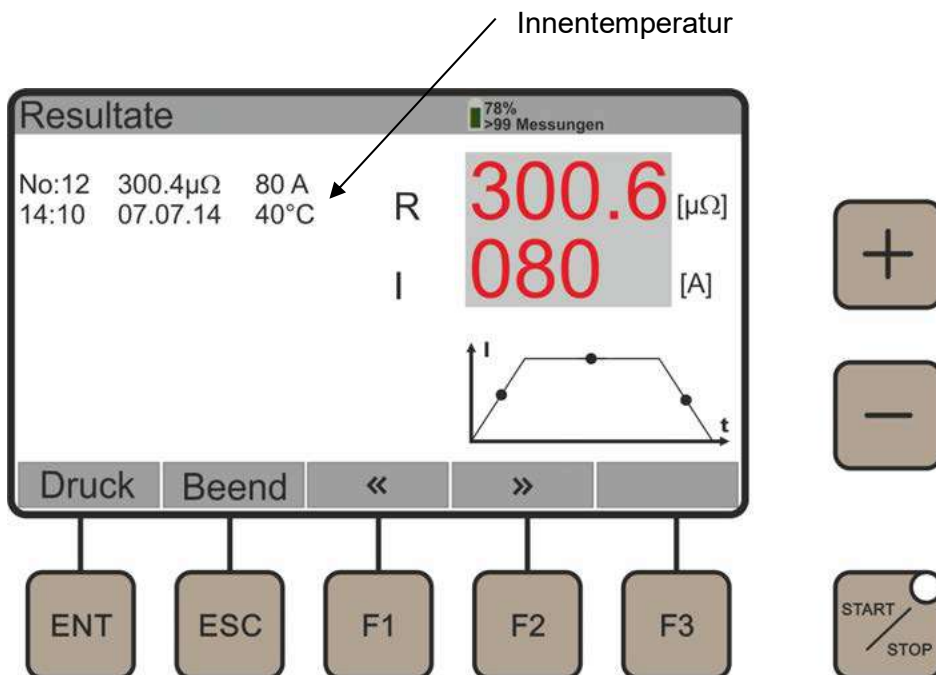 Innentemperatur
Resultate
78%
>99 Messungen
No:12 300.4µΩ 80 A
14:10 07.07.14 40°C
R 300.6 [µΩ]
I 080 [A]
I
t
Druck Beend « »
ENT ESC F1 F2 F3
+
−
START
STOP